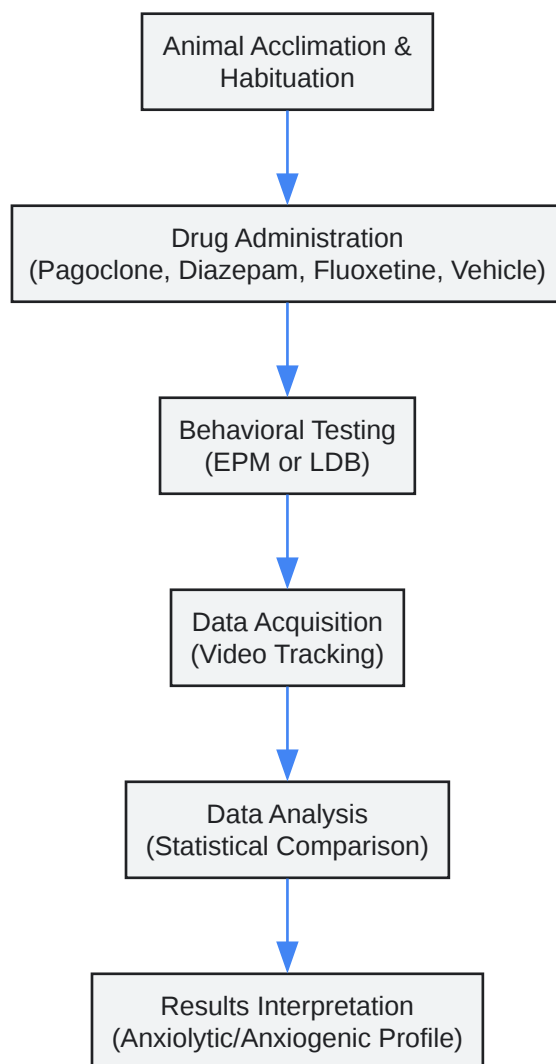 Animal Acclimation &
Habituation
Drug Administration
(Pagoclone, Diazepam, Fluoxetine, Vehicle)
Behavioral Testing
(EPM or LDB)
Data Acquisition
(Video Tracking)
Data Analysis
(Statistical Comparison)
Results Interpretation
(Anxiolytic/Anxiogenic Profile)